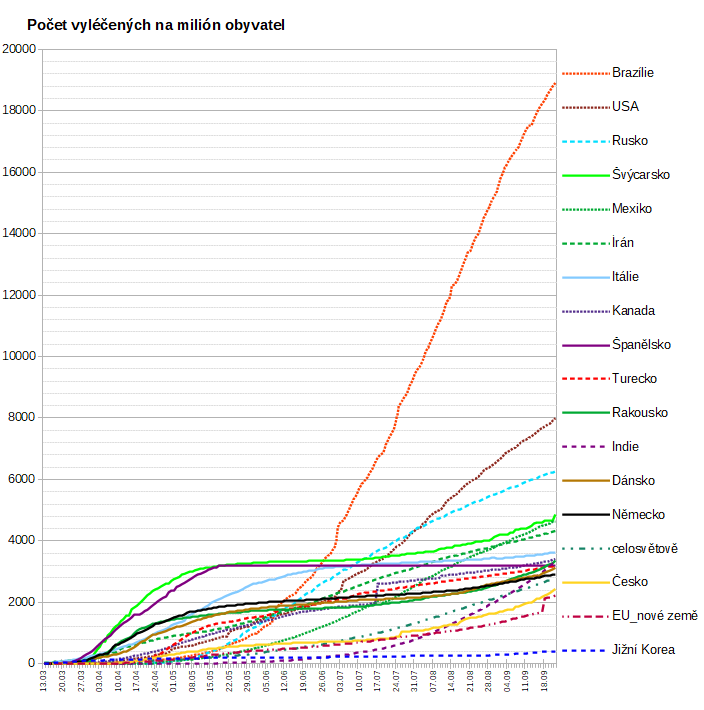 Počet vyléčených na milión obyvatel
20000
18000
16000
14000
12000
10000
8000
6000
4000
2000
0
Brazílie
USA
Rusko
Švýcarsko
Mexiko
Írán
Itálie
Kanada
Španělsko
Turecko
Rakousko
Indie
Dánsko
Německo
celosvětově
Česko
EU_nové země
Jižní Korea
13.03
20.03
27.03
03.04
10.04
17.04
24.04
01.05
08.05
15.05
22.05
29.05
05.06
12.06
19.06
26.06
03.07
10.07
17.07
24.07
31.07
07.08
14.08
21.08
28.08
04.09
11.09
18.09